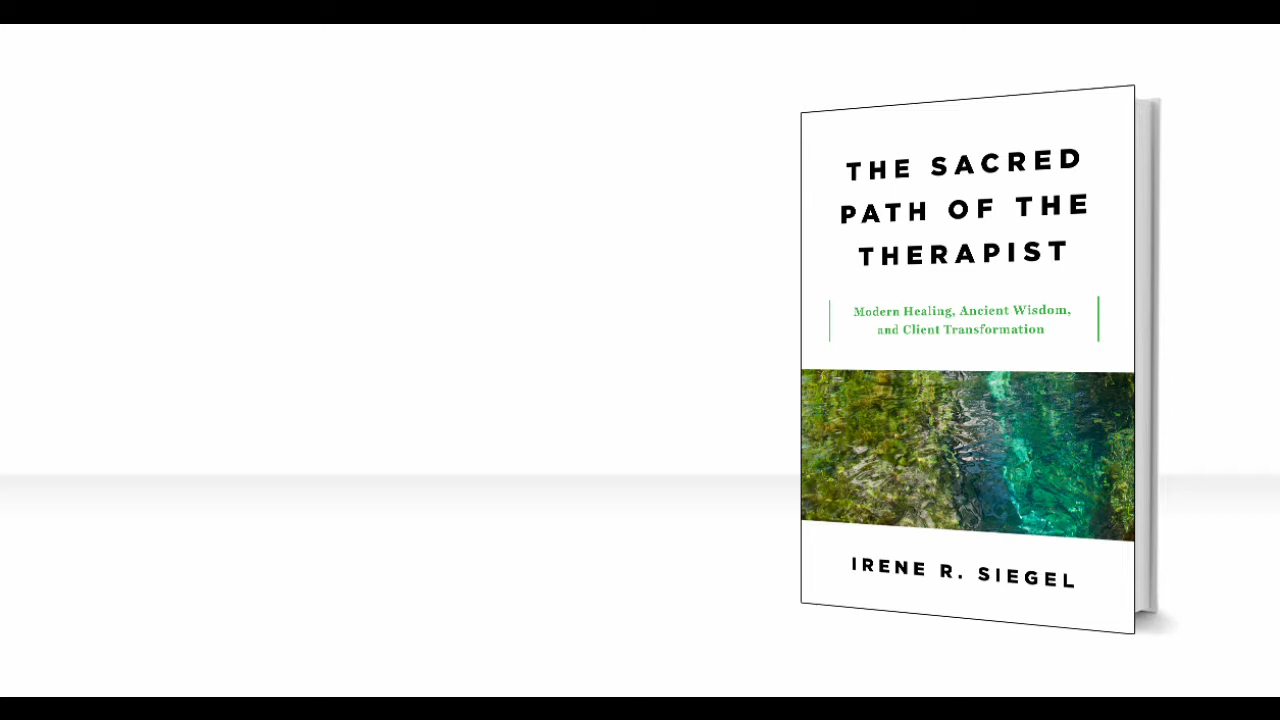 THE SACRED
PATH OF THE
THERAPIST
Modern Healing, Ancient Wisdom,
and Client Transformation
IRENE R. SIEGEL